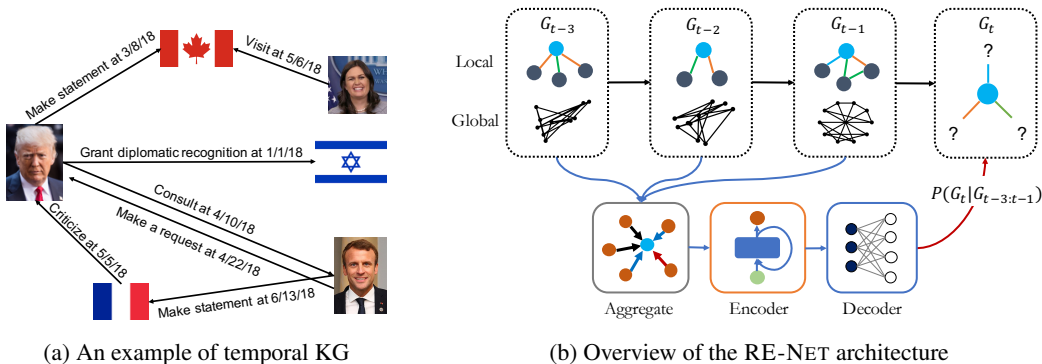 Make statement at 3/8/18
Visit at 5/6/18
Grant diplomatic recognition at 1/1/18
Consult at 4/10/18
Make a request at 4/22/18
Criticize at 5/5/18
Make statement at 6/13/18
(a) An example of temporal KG
G_{t-3}
G_{t-2}
G_{t-1}
G_t
Local
Global
?
?
?
P(G_t|G_{t-3:t-1})
Aggregate
Encoder
Decoder
(b) Overview of the RE-NET architecture